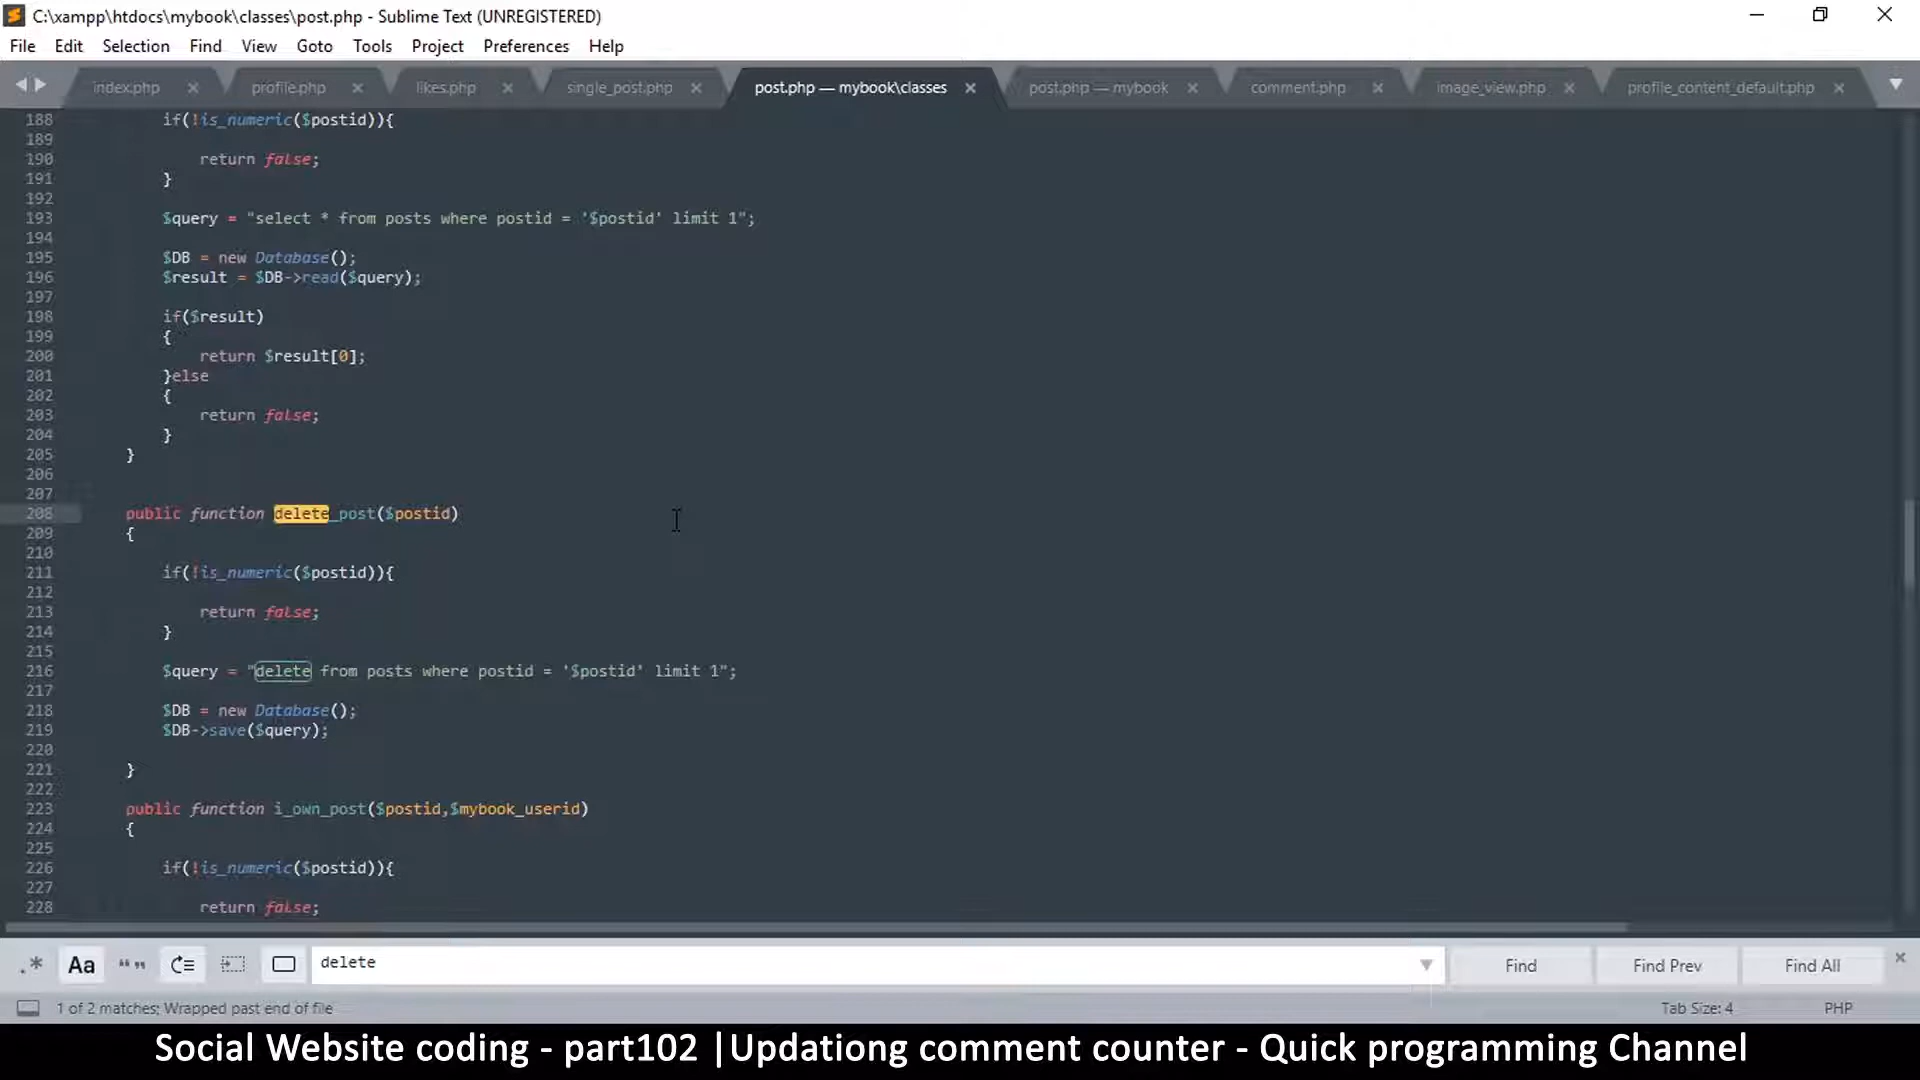 C:\xampp\htdocs\mybook\classes\post.php - Sublime Text (UNREGISTERED)
File Edit Selection Find View Goto Tools Project Preferences Help
index.php profile.php likes.php single_post.php post.php — mybook\classes post.php — mybook comment.php image_view.php profile_content_default.php
188 if(!is_numeric($postid)){
189
190 return false;
191 }
192
193 $query = "select * from posts where postid = '$postid' limit 1";
194
195 $DB = new Database();
196 $result = $DB->read($query);
197
198 if($result)
199 {
200 return $result[0];
201 }else
202 {
203 return false;
204 }
205 }
206
207
208 public function delete_post($postid)
209 {
210
211 if(!is_numeric($postid)){
212
213 return false;
214 }
215
216 $query = "delete from posts where postid = '$postid' limit 1";
217
218 $DB = new Database();
219 $DB->save($query);
220
221 }
222
223 public function i_own_post($postid,$mybook_userid)
224 {
225
226 if(!is_numeric($postid)){
227
228 return false;
.* Aa “” delete Find Find Prev Find All
1 of 2 matches; Wrapped past end of file Tab Size: 4 PHP
Social Website coding - part102 |Updationg comment counter - Quick programming Channel